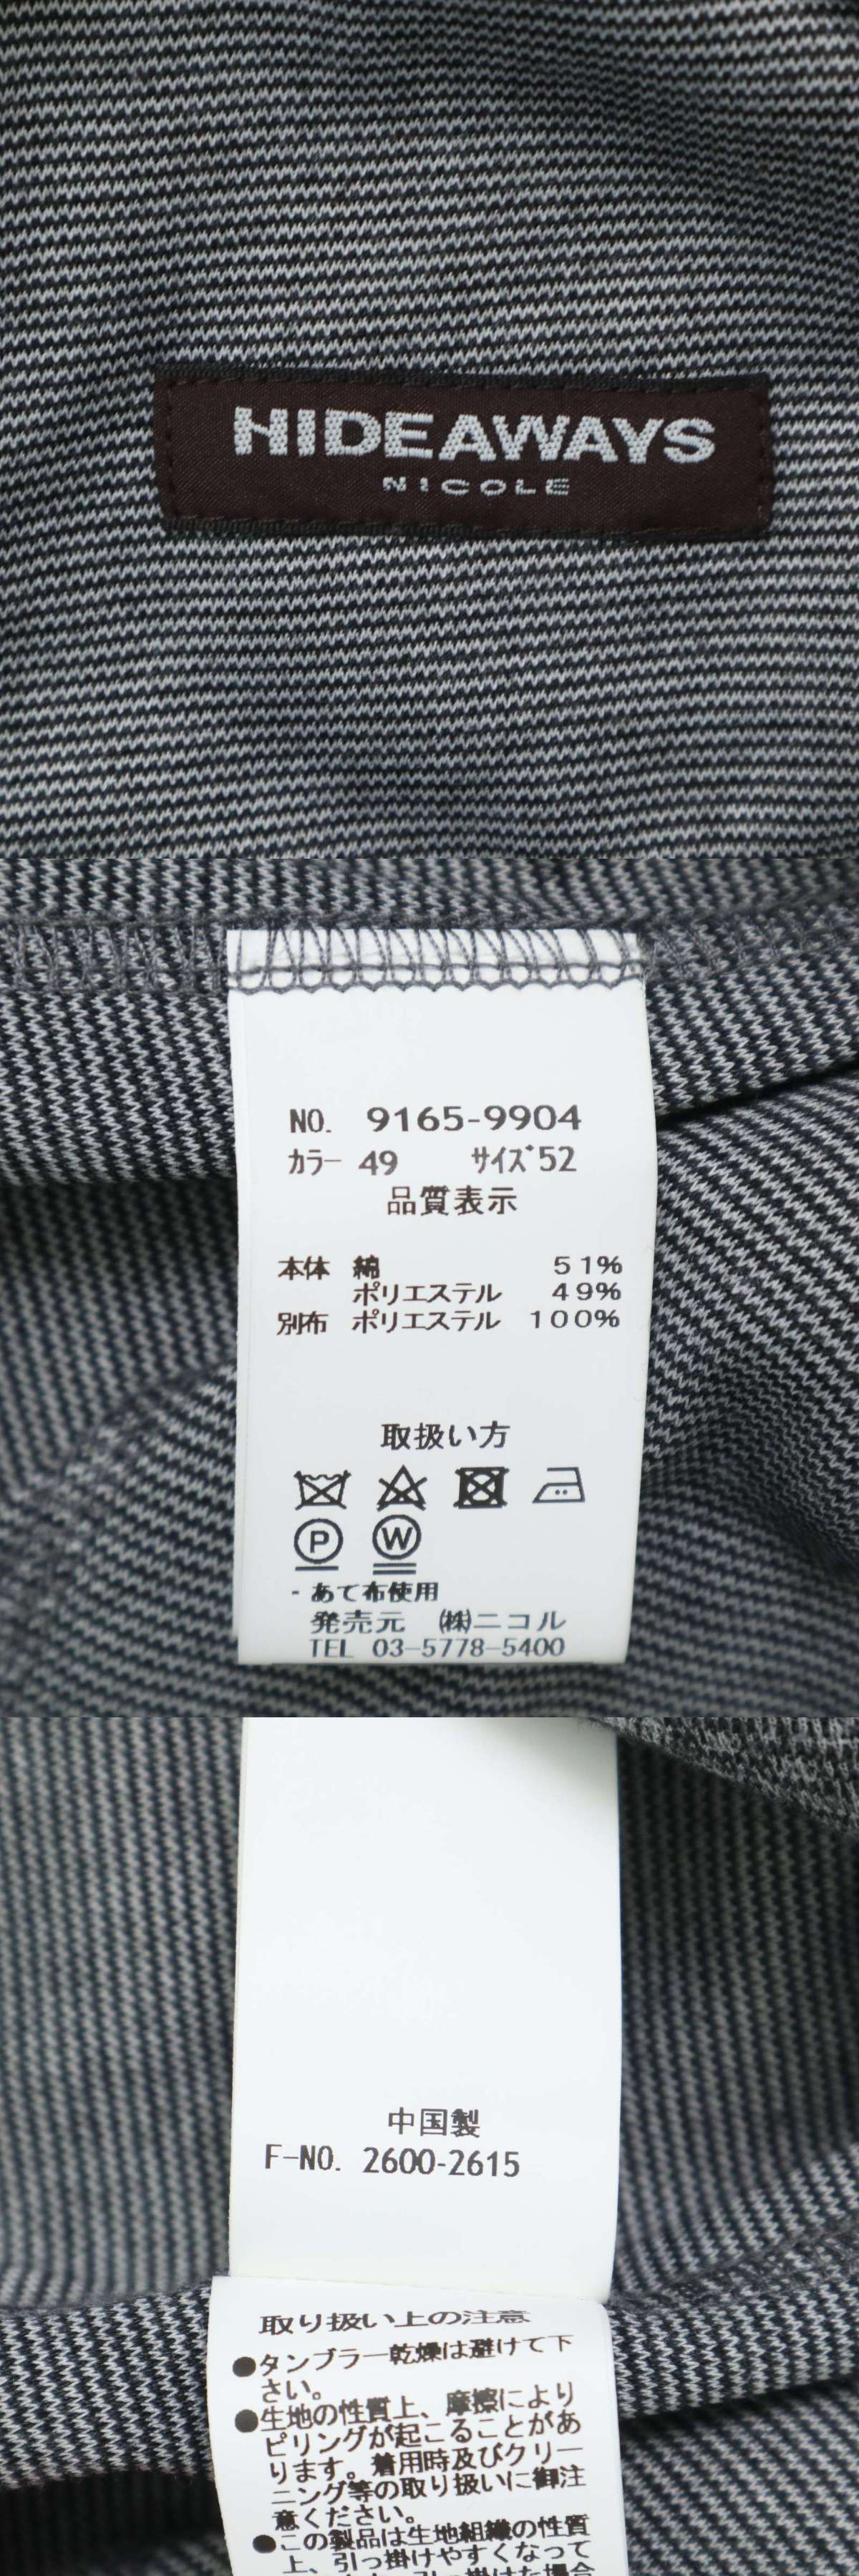 HIDEAWAYS
NICOLE
NO. 9165-9904
カラー 49 サイズ 52
品質表示
本体 綿 51%
ポリエステル 49%
別布 ポリエステル 100%
取扱い方
P W
- あて布使用
発売元 ㈱ニコル
TEL 03-5778-5400
中国製
F-NO. 2600-2615
取り扱い上の注意
●タンブラー乾燥は避けて下
さい。
●生地の性質上、摩擦により
ピリングが起こることがあ
ります。着用時及びクリー
ニング等の取り扱いに御注
意ください。
●この製品は生地組織の性質
上、引っ掛けやすくなって
引っ掛けた場合